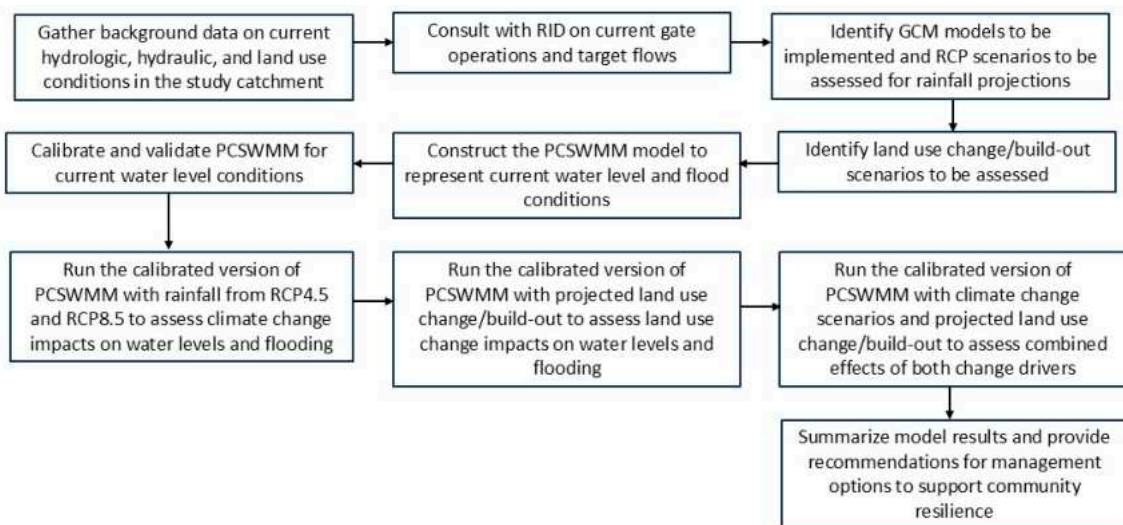 Gather background data on current
hydrologic, hydraulic, and land use
conditions in the study catchment
Consult with RID on current gate
operations and target flows
Identify GCM models to be
implemented and RCP scenarios to be
assessed for rainfall projections
Identify land use change/build-out
scenarios to be assessed
Construct the PCSWMM model to
represent current water level and flood
conditions
Calibrate and validate PCSWMM for
current water level conditions
Run the calibrated version of
PCSWMM with rainfall from RCP4.5
and RCP8.5 to assess climate change
impacts on water levels and flooding
Run the calibrated version of
PCSWMM with projected land use
change/build-out to assess land use
change impacts on water levels and
flooding
Run the calibrated version of
PCSWMM with climate change
scenarios and projected land use
change/build-out to assess combined
effects of both change drivers
Summarize model results and provide
recommendations for management
options to support community
resilience